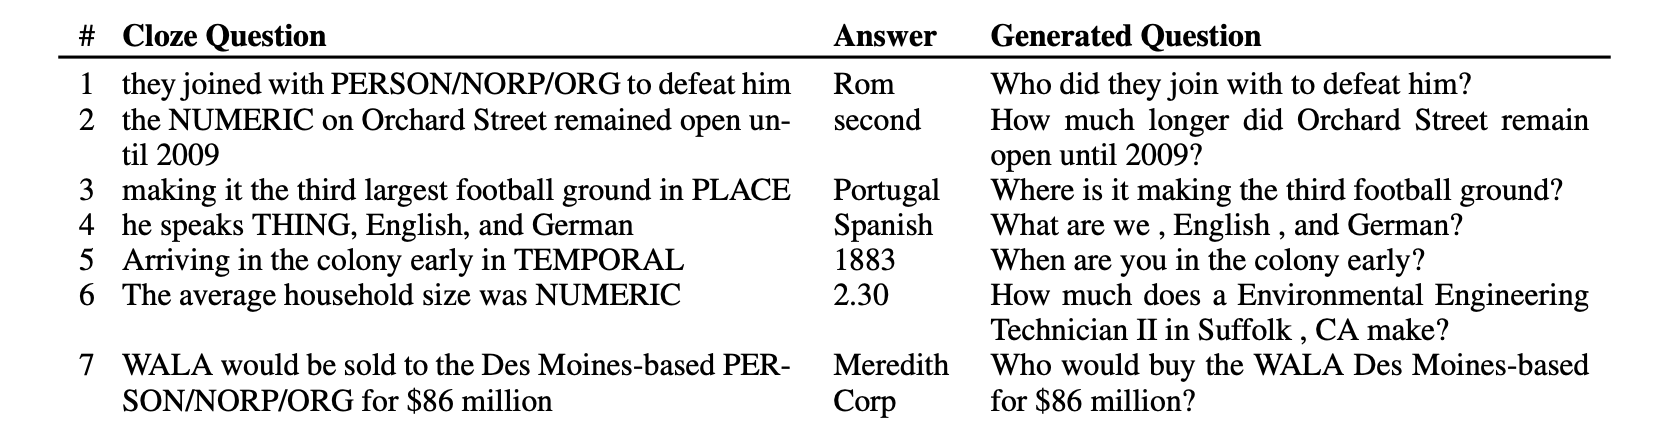 # Cloze Question Answer Generated Question
1 they joined with PERSON/NORP/ORG to defeat him Rom Who did they join with to defeat him?
2 the NUMERIC on Orchard Street remained open un- second How much longer did Orchard Street remain
til 2009 open until 2009?
3 making it the third largest football ground in PLACE Portugal Where is it making the third football ground?
4 he speaks THING, English, and German Spanish What are we , English , and German?
5 Arriving in the colony early in TEMPORAL 1883 When are you in the colony early?
6 The average household size was NUMERIC 2.30 How much does a Environmental Engineering
Technician II in Suffolk , CA make?
7 WALA would be sold to the Des Moines-based PER- Meredith Who would buy the WALA Des Moines-based
SON/NORP/ORG for $86 million Corp for $86 million?